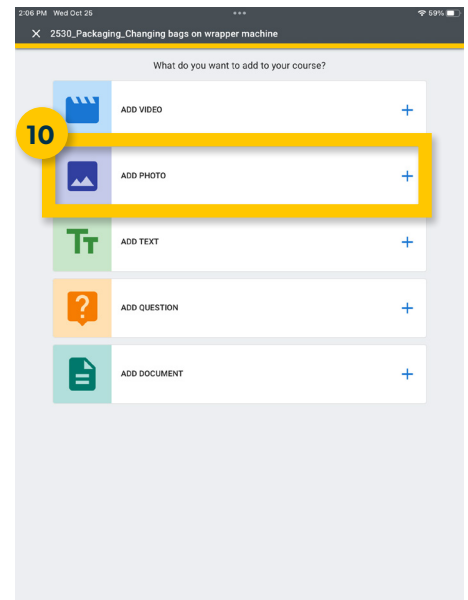 2:06 PM Wed Oct 25
59%
2530_Packaging_Changing bags on wrapper machine
What do you want to add to your course?
ADD VIDEO
10
ADD PHOTO
TT ADD TEXT
? ADD QUESTION
ADD DOCUMENT